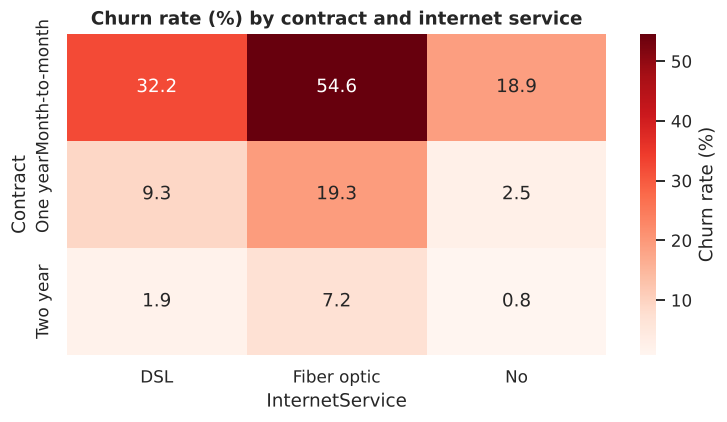 Churn rate (%) by contract and internet service
Contract
Month-to-month
32.2 54.6 18.9
One year
9.3 19.3 2.5
Two year
1.9 7.2 0.8
DSL Fiber optic No
InternetService
50
40
30
20
10
Churn rate (%)